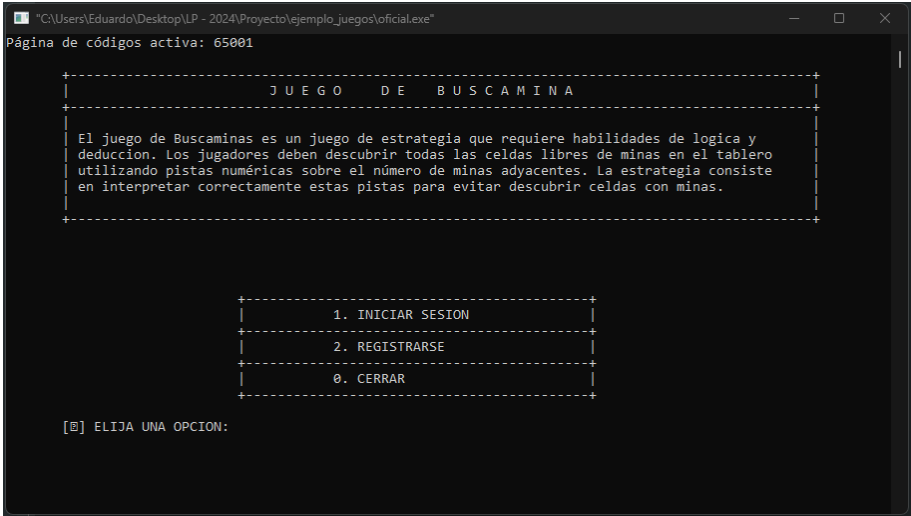 "C:\Users\Eduardo\Desktop\LP - 2024\Proyecto\ejemplo_juegos\oficial.exe"
Página de códigos activa: 65001
J U E G O   D E   B U S C A M I N A
El juego de Buscaminas es un juego de estrategia que requiere habilidades de logica y
deduccion. Los jugadores deben descubrir todas las celdas libres de minas en el tablero
utilizando pistas numéricas sobre el número de minas adyacentes. La estrategia consiste
en interpretar correctamente estas pistas para evitar descubrir celdas con minas.
1. INICIAR SESION
2. REGISTRARSE
0. CERRAR
[⍰] ELIJA UNA OPCION: